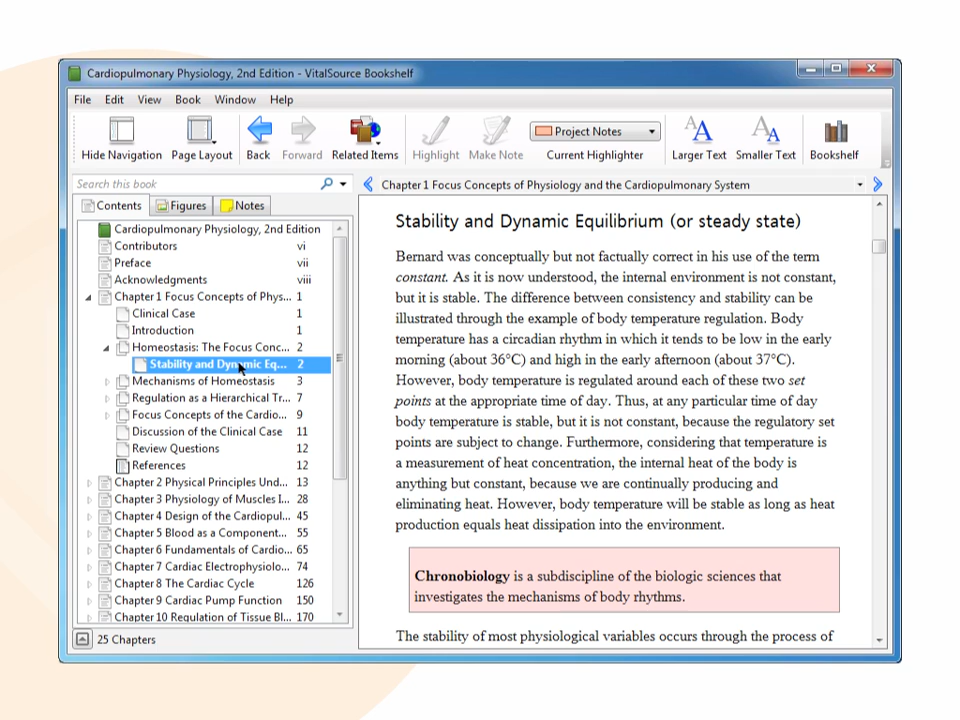 Cardiopulmonary Physiology, 2nd Edition - VitalSource Bookshelf
File Edit View Book Window Help
Hide Navigation Page Layout Back Forward Related Items Highlight Make Note Project Notes Current Highlighter Larger Text Smaller Text Bookshelf
Search this book
Chapter 1 Focus Concepts of Physiology and the Cardiopulmonary System
Contents Figures Notes
Cardiopulmonary Physiology, 2nd Edition
Contributors vi
Preface vii
Acknowledgments viii
Chapter 1 Focus Concepts of Phys... 1
Clinical Case 1
Introduction 1
Homeostasis: The Focus Conc... 2
Stability and Dynamic Eq... 2
Mechanisms of Homeostasis 3
Regulation as a Hierarchical Tr... 7
Focus Concepts of the Cardio... 9
Discussion of the Clinical Case 11
Review Questions 12
References 12
Chapter 2 Physical Principles Und... 13
Chapter 3 Physiology of Muscles I... 28
Chapter 4 Design of the Cardiopul... 45
Chapter 5 Blood as a Component... 55
Chapter 6 Fundamentals of Cardio... 65
Chapter 7 Cardiac Electrophysiolo... 74
Chapter 8 The Cardiac Cycle 126
Chapter 9 Cardiac Pump Function 150
Chapter 10 Regulation of Tissue Bl... 170
25 Chapters
Stability and Dynamic Equilibrium (or steady state)
Bernard was conceptually but not factually correct in his use of the term
constant. As it is now understood, the internal environment is not constant,
but it is stable. The difference between consistency and stability can be
illustrated through the example of body temperature regulation. Body
temperature has a circadian rhythm in which it tends to be low in the early
morning (about 36°C) and high in the early afternoon (about 37°C).
However, body temperature is regulated around each of these two set
points at the appropriate time of day. Thus, at any particular time of day
body temperature is stable, but it is not constant, because the regulatory set
points are subject to change. Furthermore, considering that temperature is
a measurement of heat concentration, the internal heat of the body is
anything but constant, because we are continually producing and
eliminating heat. However, body temperature will be stable as long as heat
production equals heat dissipation into the environment.
Chronobiology is a subdiscipline of the biologic sciences that
investigates the mechanisms of body rhythms.
The stability of most physiological variables occurs through the process of